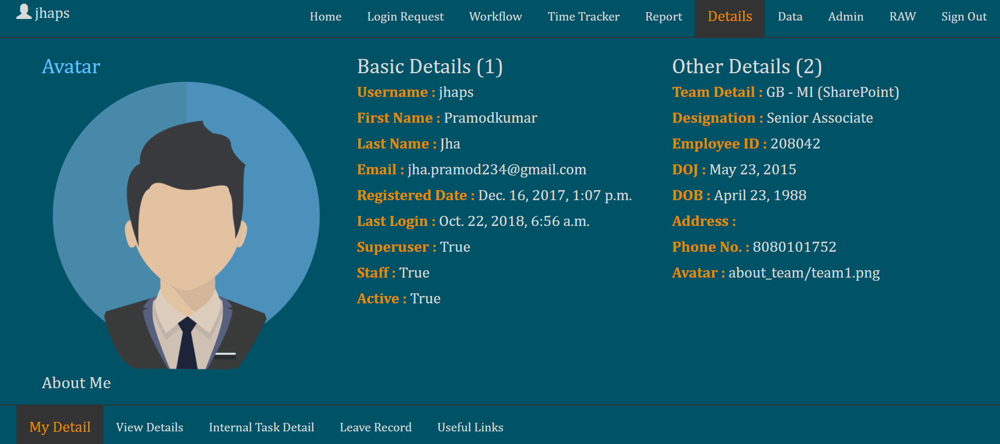 jhaps
Home Login Request Workflow Time Tracker Report Details Data Admin RAW Sign Out
Avatar
About Me
Basic Details (1)
Username : jhaps
First Name : Pramodkumar
Last Name : Jha
Email : jha.pramod234@gmail.com
Registered Date : Dec. 16, 2017, 1:07 p.m.
Last Login : Oct. 22, 2018, 6:56 a.m.
Superuser : True
Staff : True
Active : True
Other Details (2)
Team Detail : GB - MI (SharePoint)
Designation : Senior Associate
Employee ID : 208042
DOJ : May 23, 2015
DOB : April 23, 1988
Address :
Phone No. : 8080101752
Avatar : about_team/team1.png
My Detail View Details Internal Task Detail Leave Record Useful Links